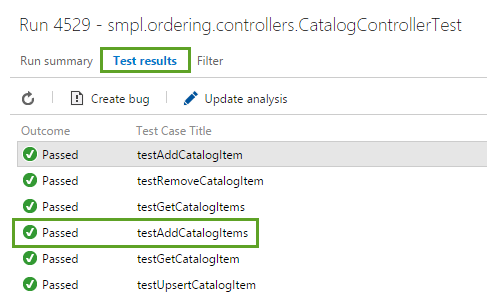 Run 4529 - smpl.ordering.controllers.CatalogControllerTest
Run summary Test results Filter
Create bug Update analysis
Outcome Test Case Title
Passed testAddCatalogItem
Passed testRemoveCatalogItem
Passed testGetCatalogItems
Passed testAddCatalogItems
Passed testGetCatalogItem
Passed testUpsertCatalogItem